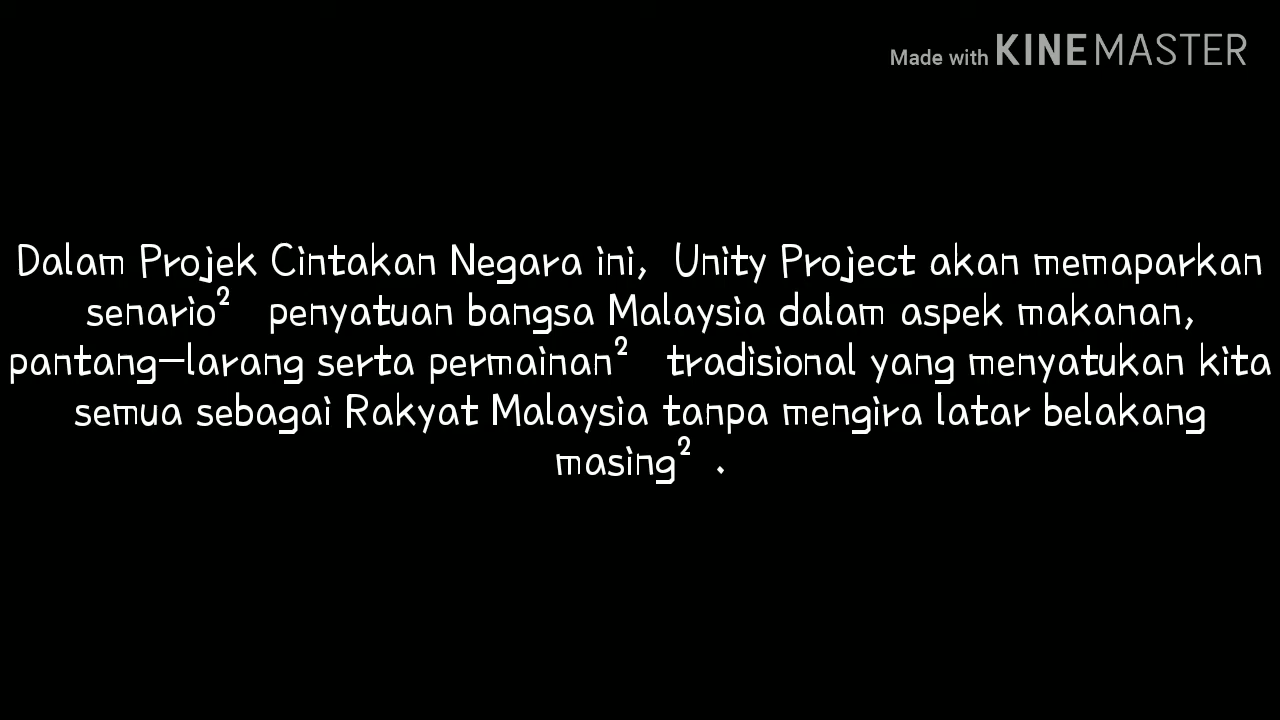 Made with KINEMASTER
Dalam Projek Cintakan Negara ini, Unity Project akan memaparkan
senario² penyatuan bangsa Malaysia dalam aspek makanan,
pantang-larang serta permainan² tradisional yang menyatukan kita
semua sebagai Rakyat Malaysia tanpa mengira latar belakang
masing² .